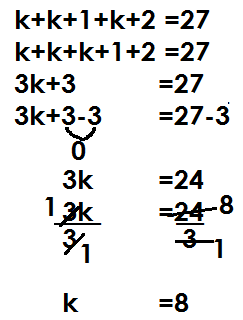 k+k+1+k+2 =27
k+k+k+1+2 =27
3k+3 =27
3k+3-3 =27-3
0
3k =24
1 3k =24 8
3 1 3 1
k =8